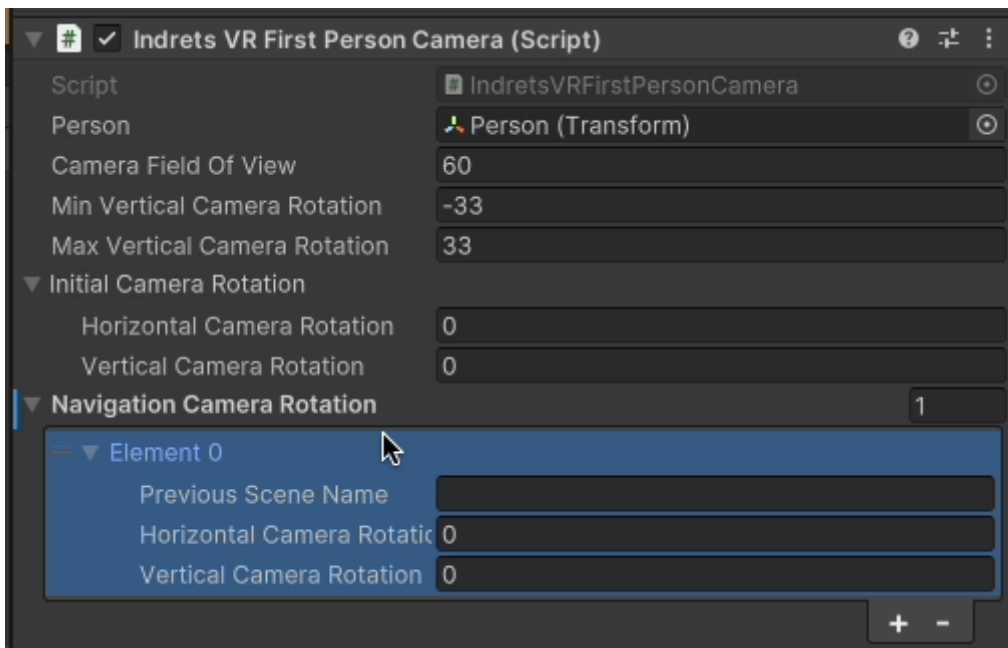 # Indrets VR First Person Camera (Script)
Script # IndretsVRFirstPersonCamera
Person Person (Transform)
Camera Field Of View 60
Min Vertical Camera Rotation -33
Max Vertical Camera Rotation 33
Initial Camera Rotation
Horizontal Camera Rotation 0
Vertical Camera Rotation 0
Navigation Camera Rotation 1
Element 0
Previous Scene Name
Horizontal Camera Rotatic 0
Vertical Camera Rotation 0
+ -